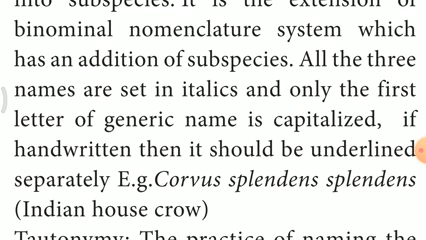 into subspecies. It is the extension of
binominal nomenclature system which
has an addition of subspecies. All the three
names are set in italics and only the first
letter of generic name is capitalized, if
handwritten then it should be underlined
separately E.g.Corvus splendens splendens
(Indian house crow)
Tautonymy: The practice of naming the